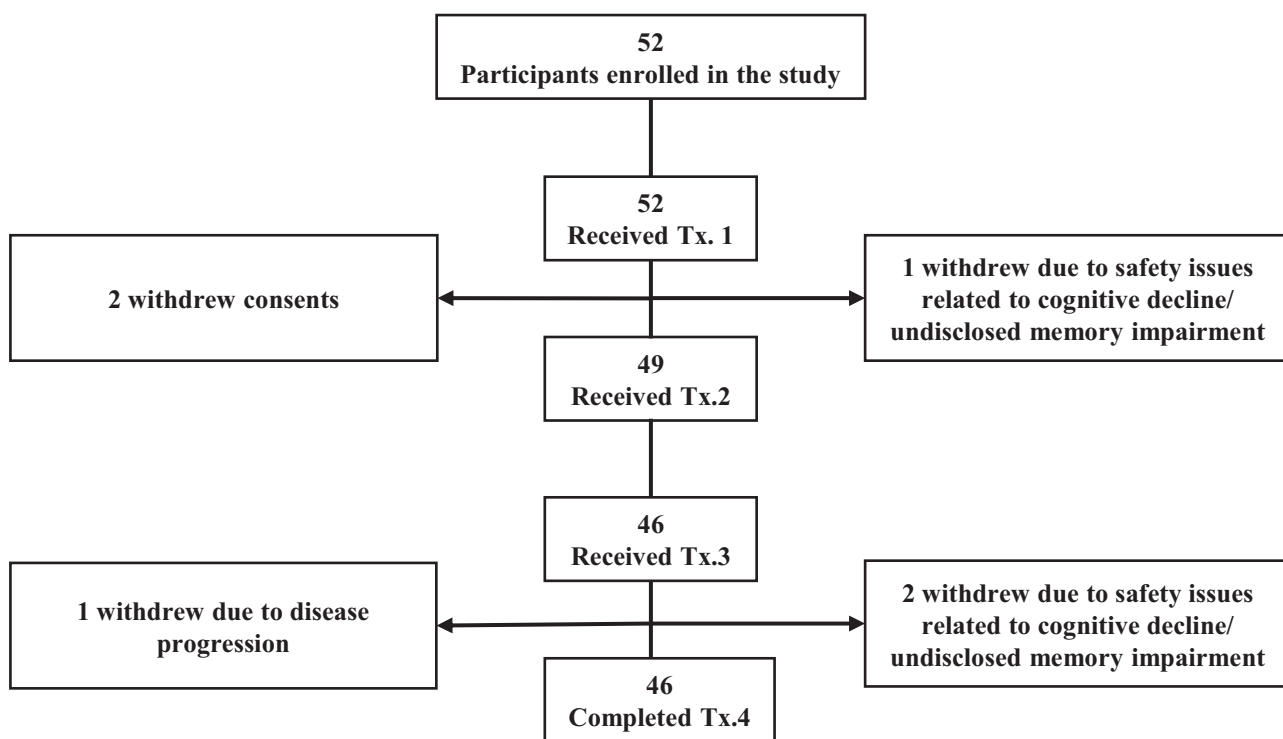 52
Participants enrolled in the study
52
Received Tx. 1
2 withdrew consents
1 withdrew due to safety issues
related to cognitive decline/
undisclosed memory impairment
49
Received Tx.2
46
Received Tx.3
1 withdrew due to disease
progression
2 withdrew due to safety issues
related to cognitive decline/
undisclosed memory impairment
46
Completed Tx.4